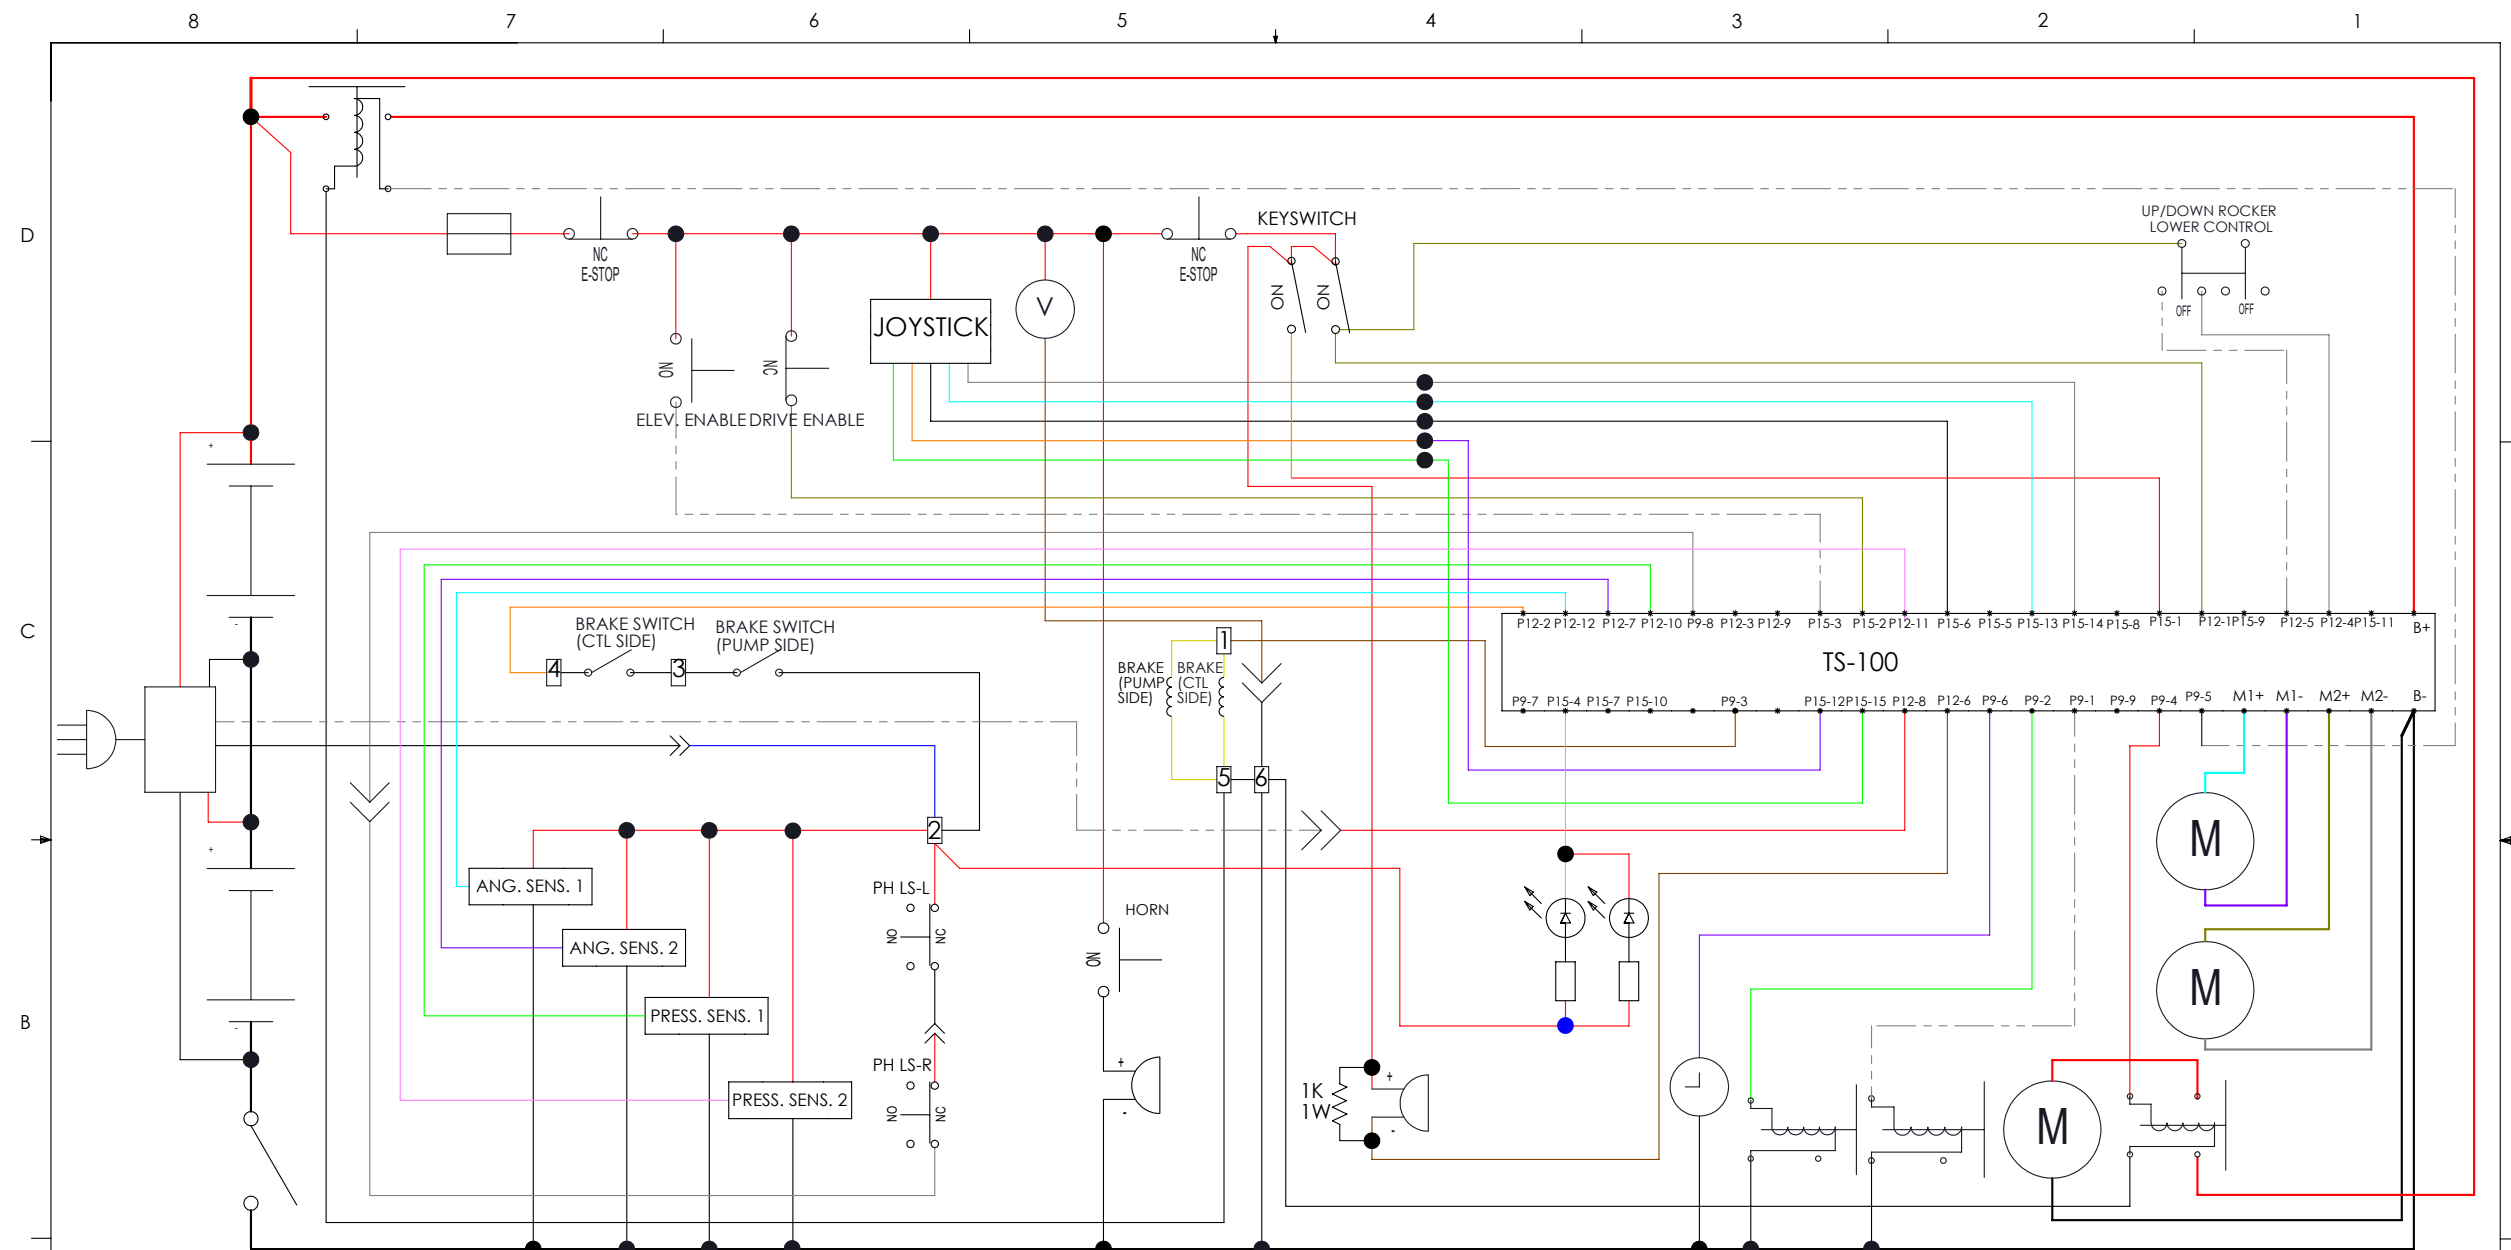 8 7 6 5 4 3 2 1
D
KEYSWITCH
UP/DOWN ROCKER
LOWER CONTROL
NC
E-STOP
NC
E-STOP
V
JOYSTICK
NO
NO
OFF
OFF
NO
NC
ELEV. ENABLE
DRIVE ENABLE
+
C
-
BRAKE SWITCH
(CTL SIDE)
BRAKE SWITCH
(PUMP SIDE)
4
3
1
P12-2 P12-12 P12-7 P12-10 P9-8 P12-3 P12-9 P15-3 P15-2 P12-11 P15-6 P15-5 P15-13 P15-14 P15-8 P15-1 P12-1 P15-9 P12-5 P12-4 P15-11 B+
TS-100
BRAKE
(PUMP
SIDE)
BRAKE
(CTL
SIDE)
P9-7 P15-4 P15-7 P15-10 P9-3 P15-12 P15-15 P12-8 P12-6 P9-6 P9-2 P9-1 P9-9 P9-4 P9-5 M1+ M1- M2+ M2- B-
5
6
2
+
M
ANG. SENS. 1
PH LS-L
NO
NC
HORN
NO
ANG. SENS. 2
M
B
-
PRESS. SENS. 1
PH LS-R
NO
NC
+
-
PRESS. SENS. 2
1K
1W
+
-
M